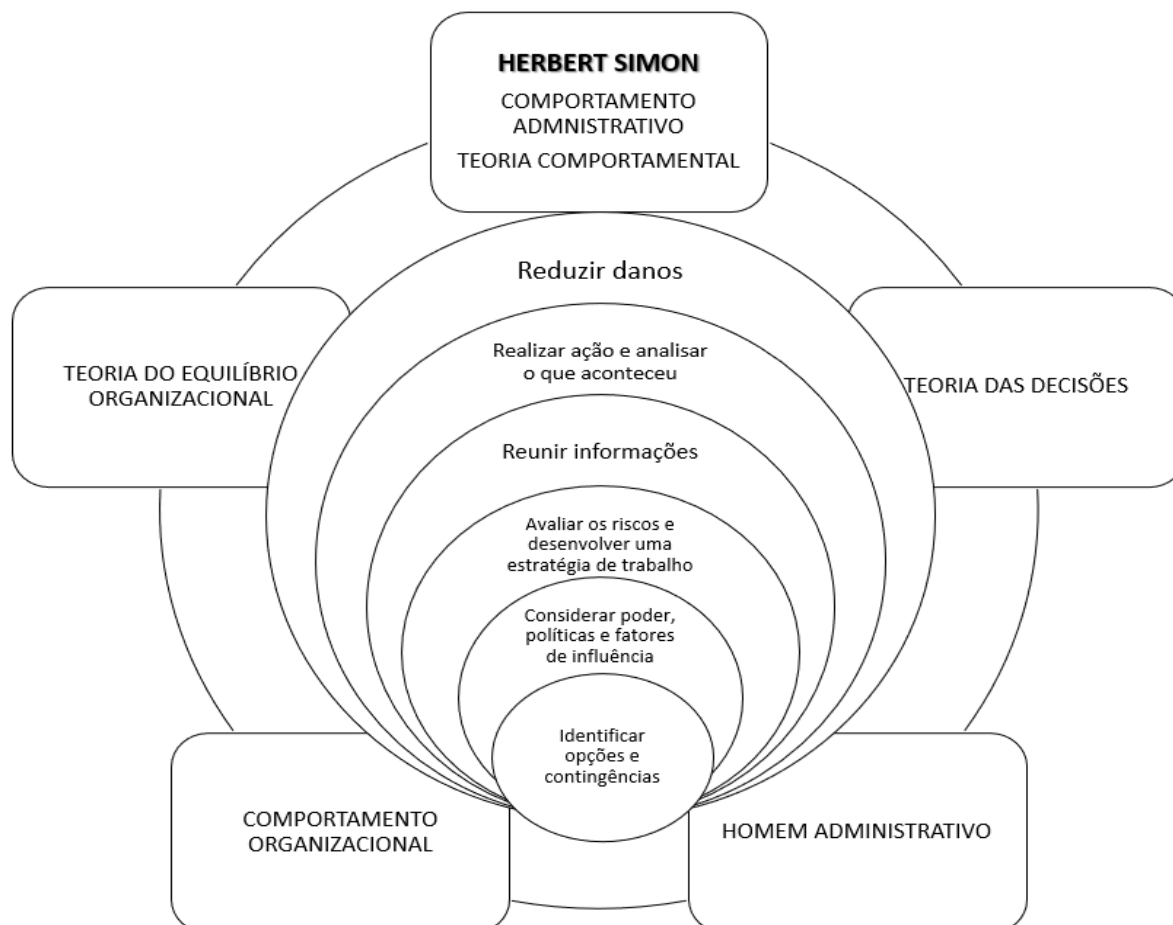 HERBERT SIMON
COMPORTAMENTO
ADMNISTRATIVO
TEORIA COMPORTAMENTAL
Reduzir danos
TEORIA DO EQUILÍBRIO
ORGANIZACIONAL
Realizar ação e analisar
o que aconteceu
TEORIA DAS DECISÕES
Reunir informações
Avaliar os riscos e
desenvolver uma
estratégia de trabalho
Considerar poder,
políticas e fatores
de influência
Identificar
opções e
contingências
COMPORTAMENTO
ORGANIZACIONAL
HOMEM ADMINISTRATIVO